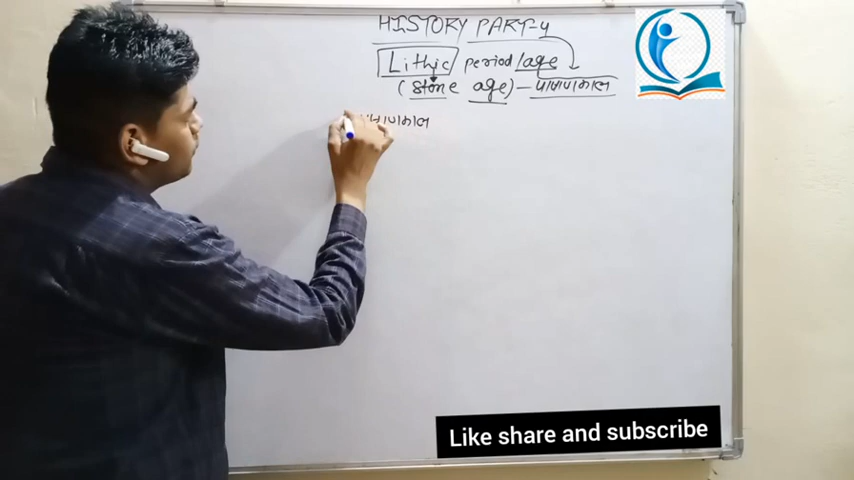 HISTORY PART-4
Lithic period/age
(stone age) - पाषाणकाल
पाषाणकाल
Like share and subscribe